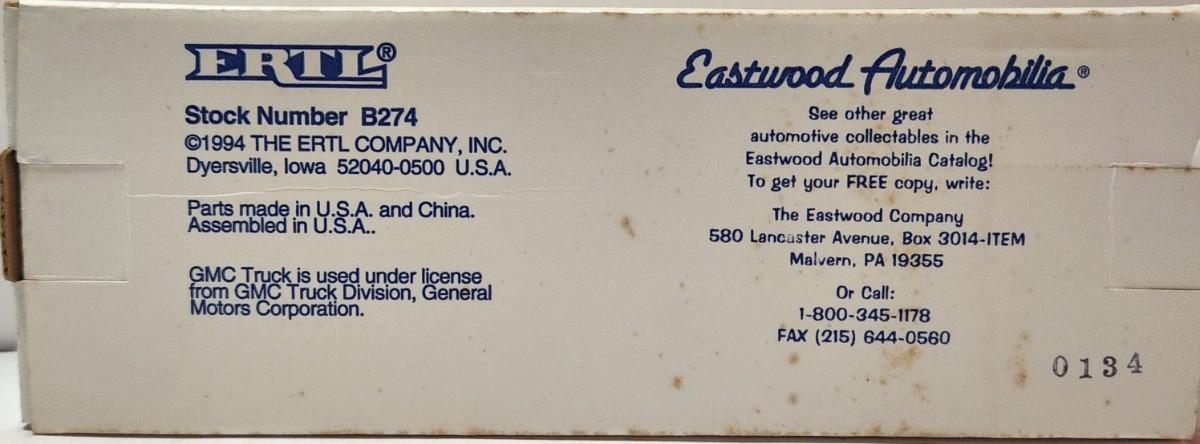 ERTL®
Stock Number B274
©1994 THE ERTL COMPANY, INC.
Dyersville, Iowa 52040-0500 U.S.A.
Parts made in U.S.A. and China.
Assembled in U.S.A..
GMC Truck is used under license
from GMC Truck Division, General
Motors Corporation.
Eastwood Automobilia®
See other great
automotive collectables in the
Eastwood Automobilia Catalog!
To get your FREE copy, write:
The Eastwood Company
580 Lancaster Avenue, Box 3014-ITEM
Malvern, PA 19355
Or Call:
1-800-345-1178
FAX (215) 644-0560
0134